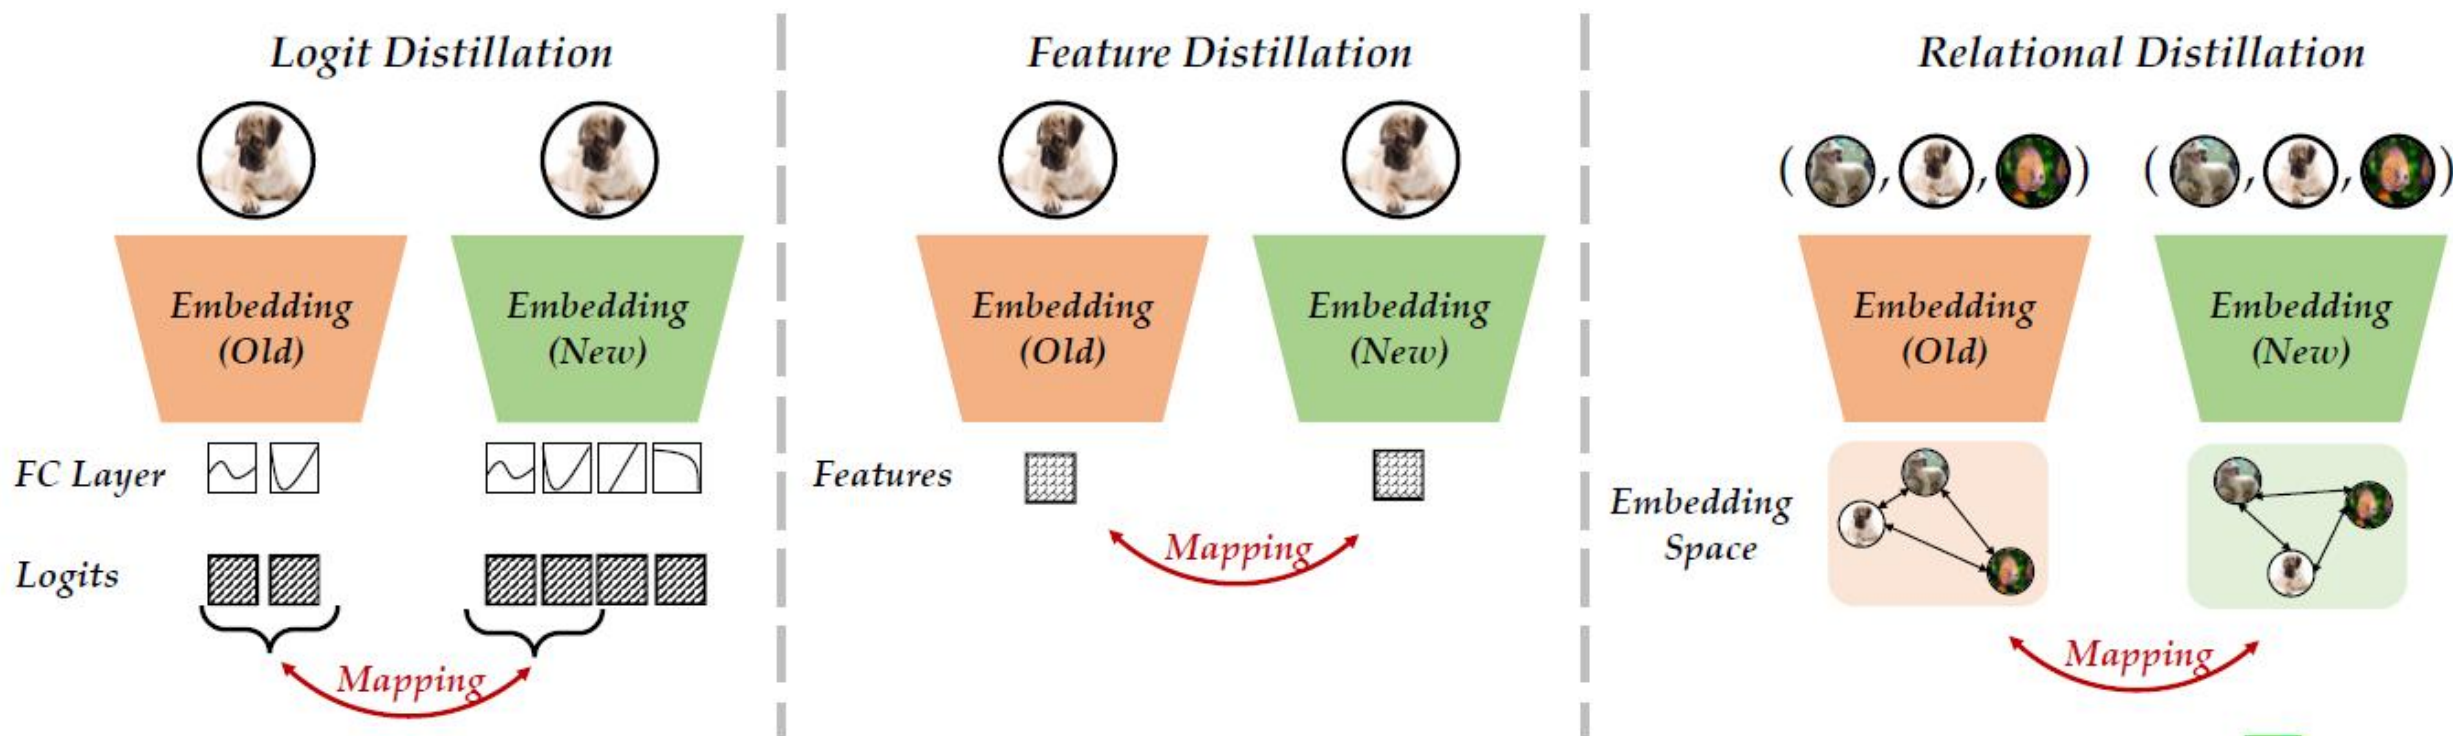 Logit Distillation
Embedding
(Old)
Embedding
(New)
FC Layer
Logits
Mapping
Feature Distillation
Embedding
(Old)
Embedding
(New)
Features
Mapping
Relational Distillation
( , , )
( , , )
Embedding
(Old)
Embedding
(New)
Embedding
Space
Mapping